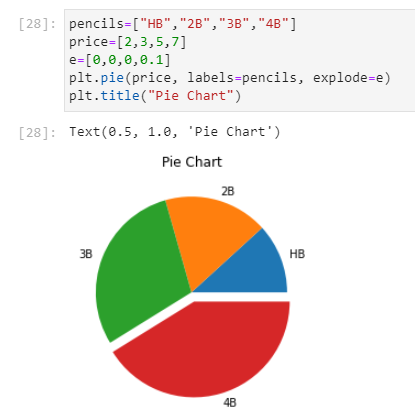 [28]: pencils=["HB","2B","3B","4B"]
price=[2,3,5,7]
e=[0,0,0,0.1]
plt.pie(price, labels=pencils, explode=e)
plt.title("Pie Chart")
[28]: Text(0.5, 1.0, 'Pie Chart')
Pie Chart
2B
3B
HB
4B